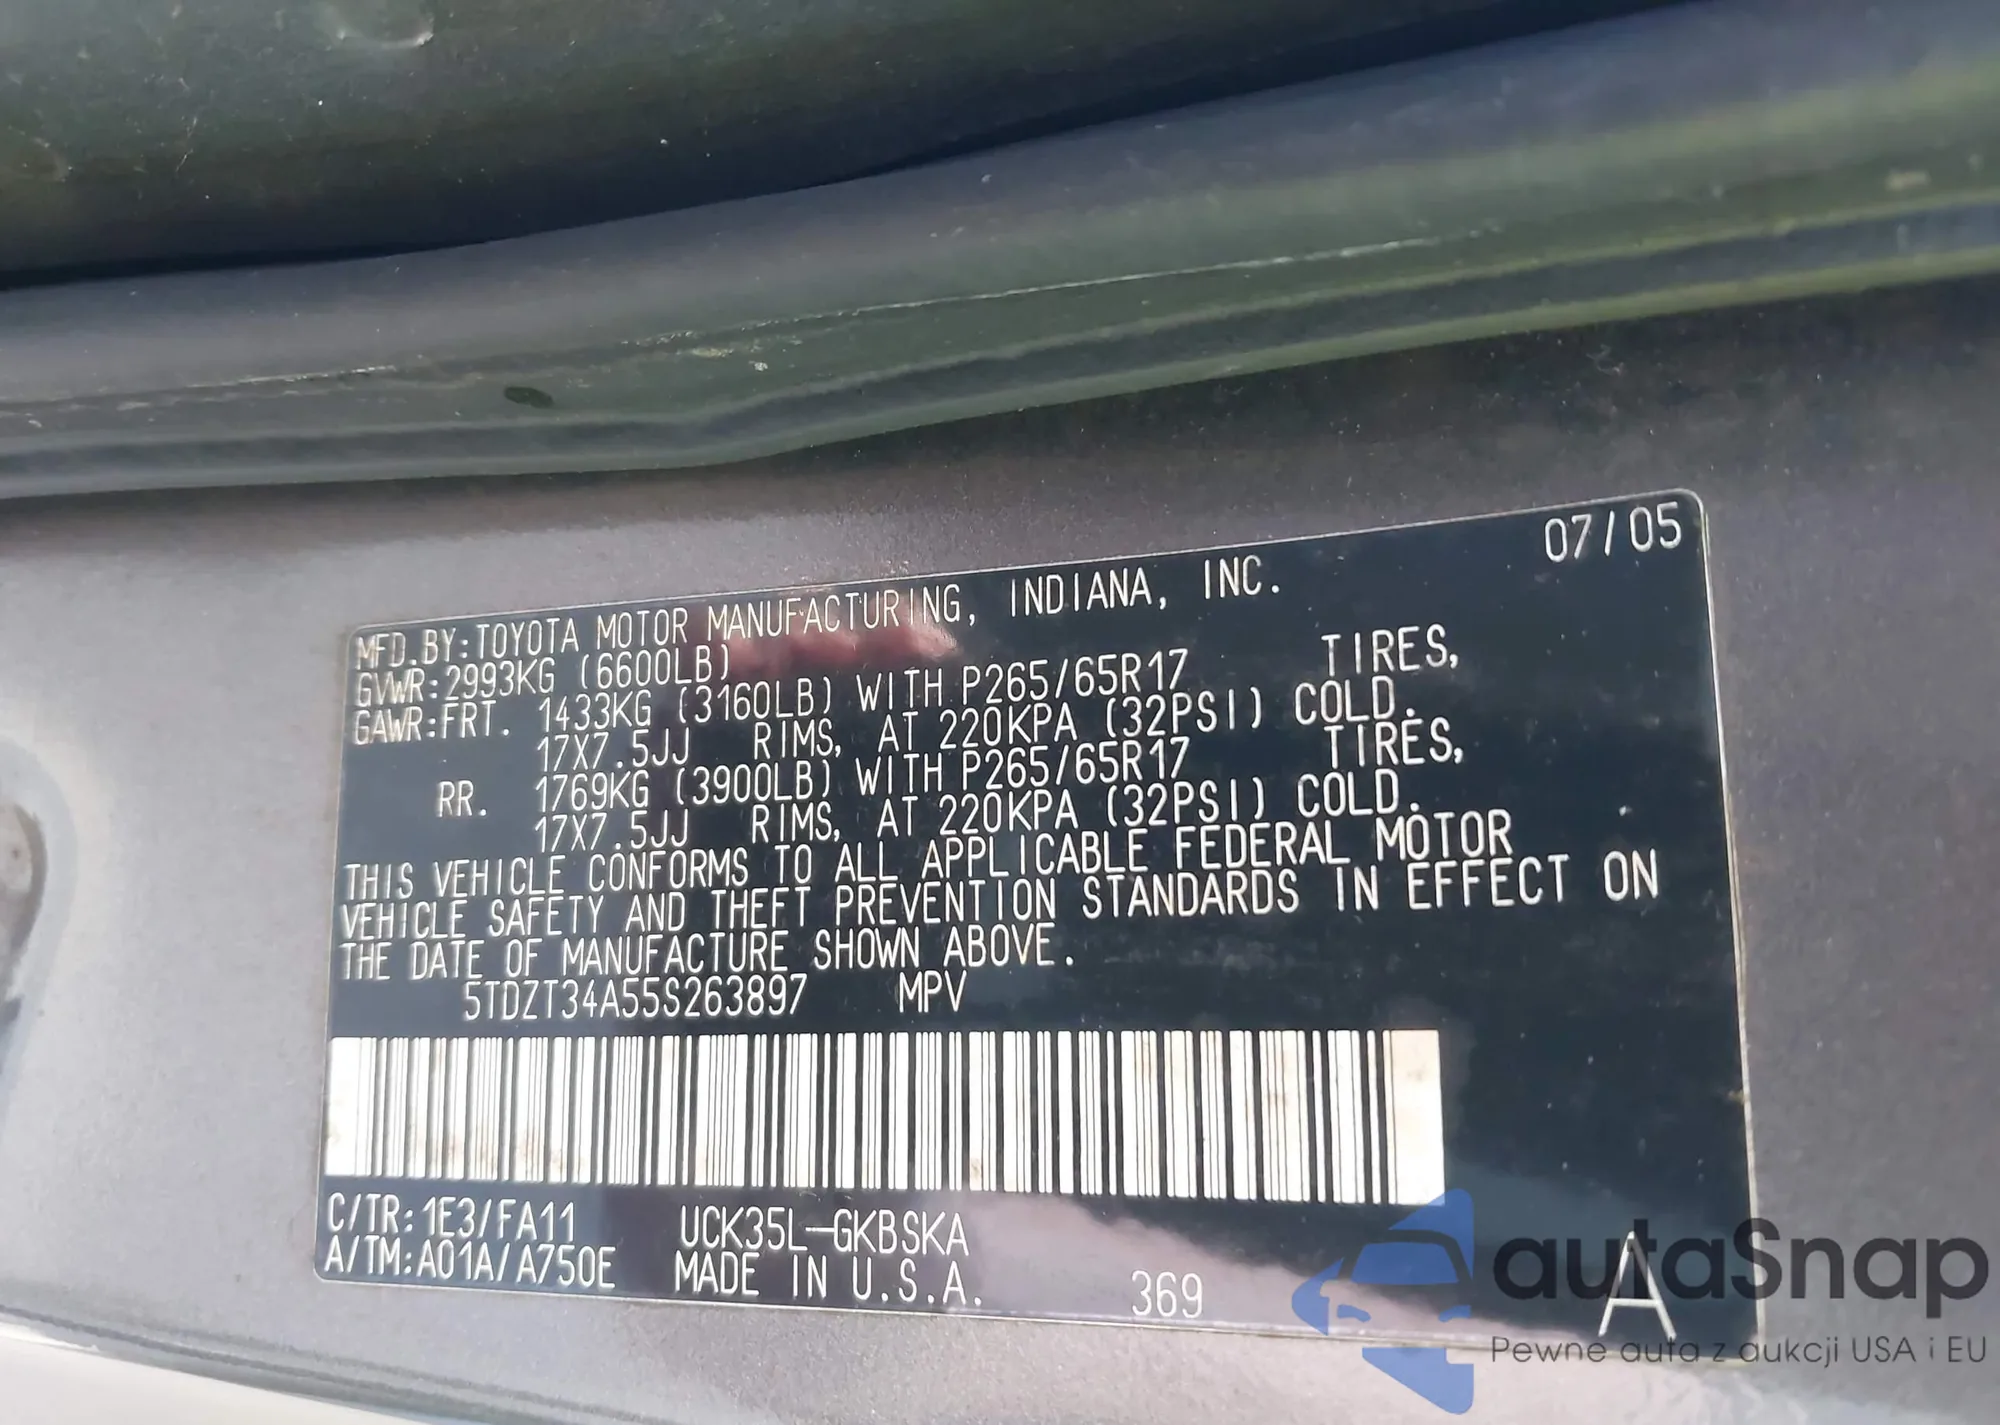 07/05
MFD.BY:TOYOTA MOTOR MANUFACTURING, INDIANA, INC.
GVWR:2993KG (6600LB)
GAWR:FRT. 1433KG (3160LB) WITH P265/65R17 TIRES,
17X7.5JJ RIMS, AT 220KPA (32PSI) COLD.
RR. 1769KG (3900LB) WITH P265/65R17 TIRES,
17X7.5JJ RIMS, AT 220KPA (32PSI) COLD.
THIS VEHICLE CONFORMS TO ALL APPLICABLE FEDERAL MOTOR
VEHICLE SAFETY AND THEFT PREVENTION STANDARDS IN EFFECT ON
THE DATE OF MANUFACTURE SHOWN ABOVE.
5TDZT34A55S263897 MPV
C/TR:1E3/FA11 UCK35L-GKBSKA
A/TM:A01A/A750E MADE IN U.S.A. 369 A
autaSnap
Pewne auta z aukcji USA i EU